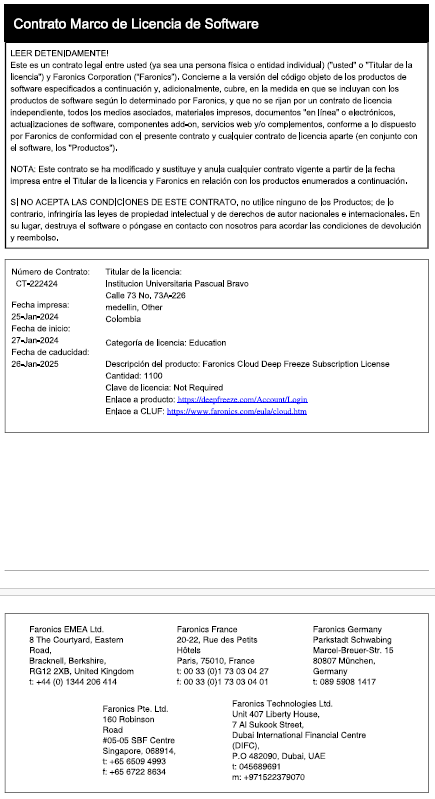 Contrato Marco de Licencia de Software
LEER DETENIDAMENTE!
Este es un contrato legal entre usted (ya sea una persona física o entidad individual) ("usted" o "Titular de la
licencia") y Faronics Corporation ("Faronics"). Concierne a la versión del código objeto de los productos de
software especificados a continuación y, adicionalmente, cubre, en la medida en que se incluyan con los
productos de software según lo determinado por Faronics, y que no se rijan por un contrato de licencia
independiente, todos los medios asociados, materiales impresos, documentos "en línea" o electrónicos,
actualizaciones de software, componentes add-on, servicios web y/o complementos, conforme a lo dispuesto
por Faronics de conformidad con el presente contrato y cualquier contrato de licencia aparte (en conjunto con
el software, los "Productos").
NOTA: Este contrato se ha modificado y sustituye y anula cualquier contrato vigente a partir de la fecha
impresa entre el Titular de la licencia y Faronics en relación con los productos enumerados a continuación.
SI NO ACEPTA LAS CONDICIONES DE ESTE CONTRATO, no utilice ninguno de los Productos; de lo
contrario, infringiría las leyes de propiedad intelectual y de derechos de autor nacionales e internacionales. En
su lugar, destruya el software o póngase en contacto con nosotros para acordar las condiciones de devolución
y reembolso.
Número de Contrato:
CT-222424
Fecha impresa:
25-Jan-2024
Fecha de inicio:
27-Jan-2024
Fecha de caducidad:
26-Jan-2025
Titular de la licencia:
Institucion Universitaria Pascual Bravo
Calle 73 No, 73A-226
medellin, Other
Colombia
Categoría de licencia: Education
Descripción del producto: Faronics Cloud Deep Freeze Subscription License
Cantidad: 1100
Clave de licencia: Not Required
Enlace a producto: https://deepfreeze.com/Account/Login
Enlace a CLUF: https://www.faronics.com/eula/cloud.htm
Faronics EMEA Ltd.
8 The Courtyard, Eastern
Road,
Bracknell, Berkshire,
RG12 2XB, United Kingdom
t: +44 (0) 1344 206 414
Faronics France
20-22, Rue des Petits
Hôtels
Paris, 75010, France
t: 00 33 (0)1 73 03 04 27
f: 00 33 (0)1 73 03 04 01
Faronics Germany
Parkstadt Schwabing
Marcel-Breuer-Str. 15
80807 München,
Germany
t: 089 5908 1417
Faronics Pte. Ltd.
160 Robinson
Road
#05-05 SBF Centre
Singapore, 068914,
t: +65 6509 4993
f: +65 6722 8634
Faronics Technologies Ltd.
Unit 407 Liberty House,
7 Al Sukook Street,
Dubai International Financial Centre
(DIFC),
P.O 482090, Dubai, UAE
t: 045689691
m: +971522379070